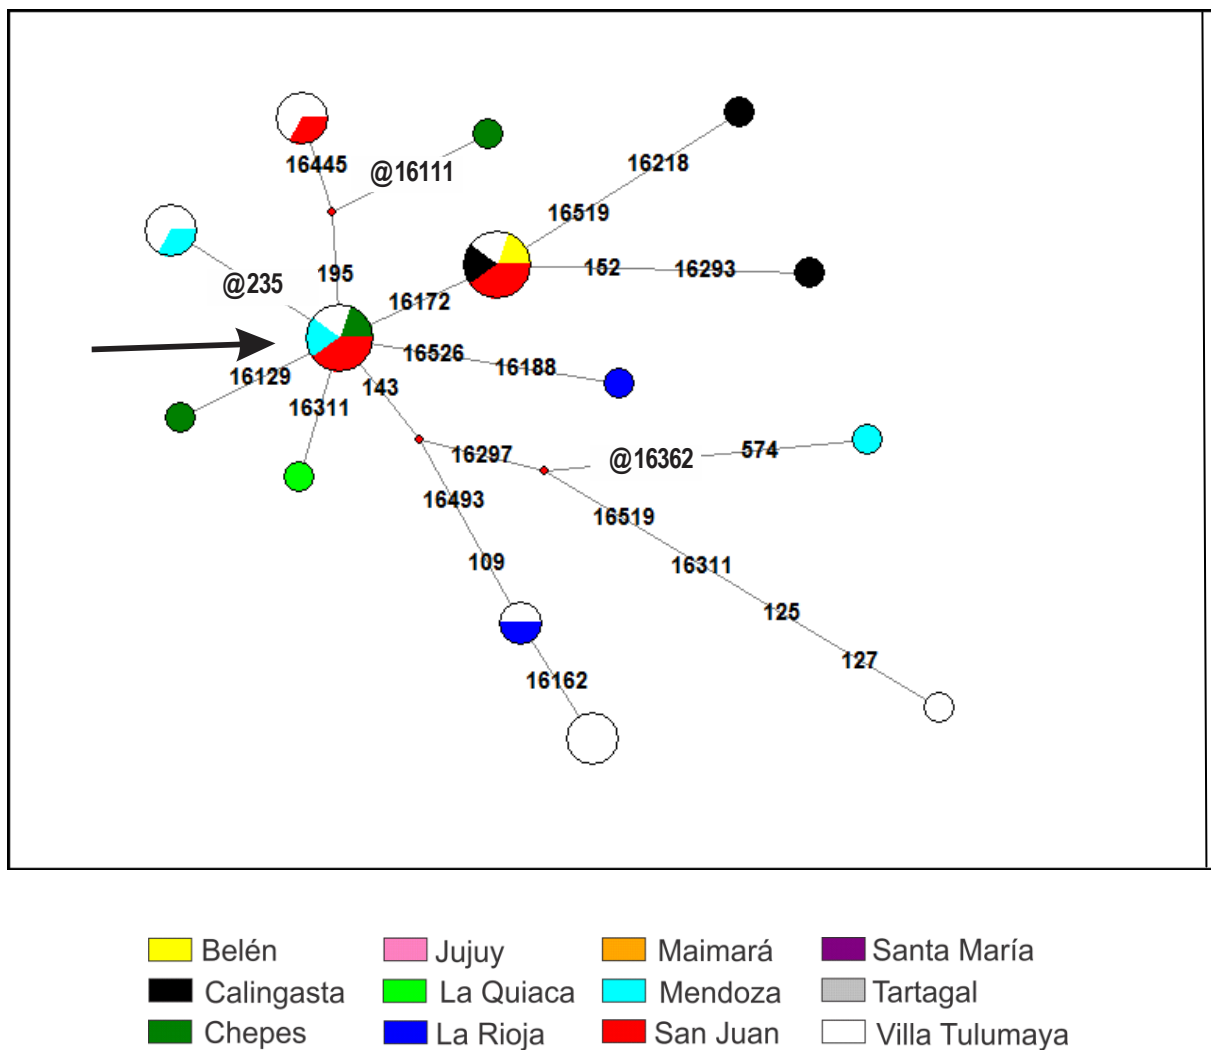 16218
16445
@16111
16519
195
152
16293
@235
16172
16526
16188
16129
143
16311
574
16297
@16362
16493
16519
109
16311
125
127
16162
Belén
Jujuy
Maimará
Santa María
Calingasta
La Quiaca
Mendoza
Tartagal
Chepes
La Rioja
San Juan
Villa Tulumaya